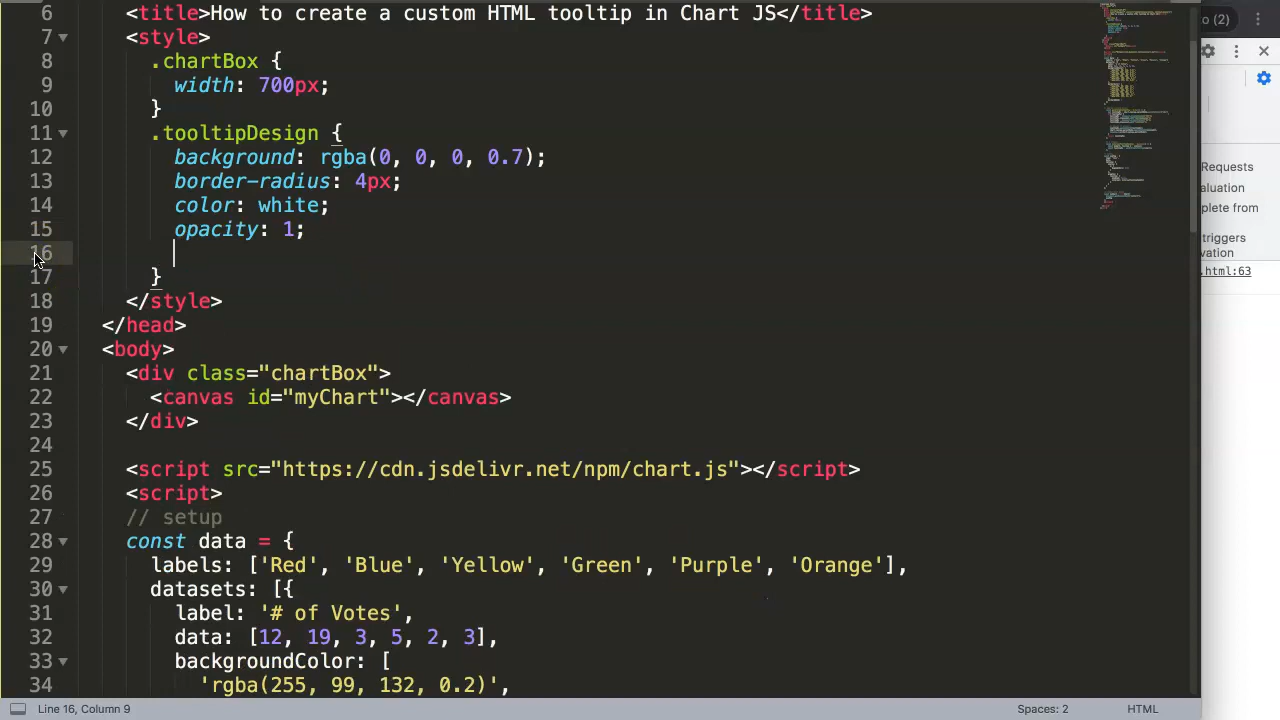 6 <title>How to create a custom HTML tooltip in Chart JS</title>
7 <style>
8 .chartBox {
9 width: 700px;
10 }
11 .tooltipDesign {
12 background: rgba(0, 0, 0, 0.7);
13 border-radius: 4px;
14 color: white;
15 opacity: 1;
16
17 }
18 </style>
19 </head>
20 <body>
21 <div class="chartBox">
22 <canvas id="myChart"></canvas>
23 </div>
24
25 <script src="https://cdn.jsdelivr.net/npm/chart.js"></script>
26 <script>
27 // setup
28 const data = {
29 labels: ['Red', 'Blue', 'Yellow', 'Green', 'Purple', 'Orange'],
30 datasets: [{
31 label: '# of Votes',
32 data: [12, 19, 3, 5, 2, 3],
33 backgroundColor: [
34 'rgba(255, 99, 132, 0.2)',
Line 16, Column 9
Spaces: 2
HTML
o (2)
Requests
aluation
plete from
triggers
vation
.html:63